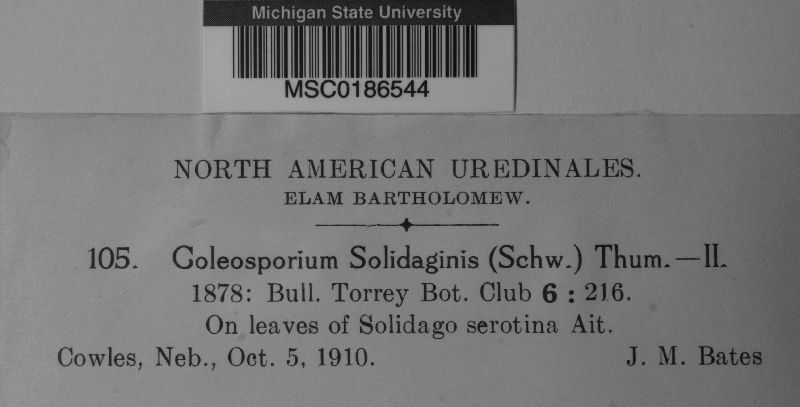 Michigan State University
MSC0186544
NORTH AMERICAN UREDINALES.
ELAM BARTHOLOMEW.
105. Coleosporium Solidaginis (Schw.) Thum.—II.
1878: Bull. Torrey Bot. Club 6 : 216.
On leaves of Solidago serotina Ait.
Cowles, Neb., Oct. 5, 1910. J. M. Bates